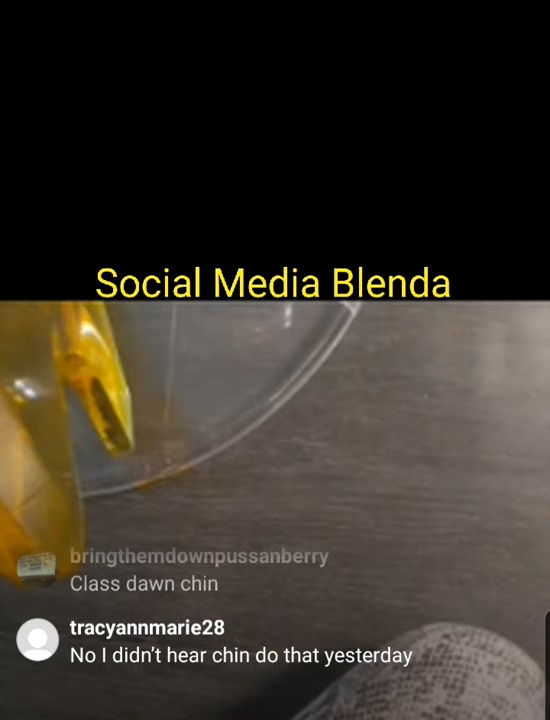 Social Media Blenda
bringthemdownpussanberry
Class dawn chin
tracyannmarie28
No I didn't hear chin do that yesterday